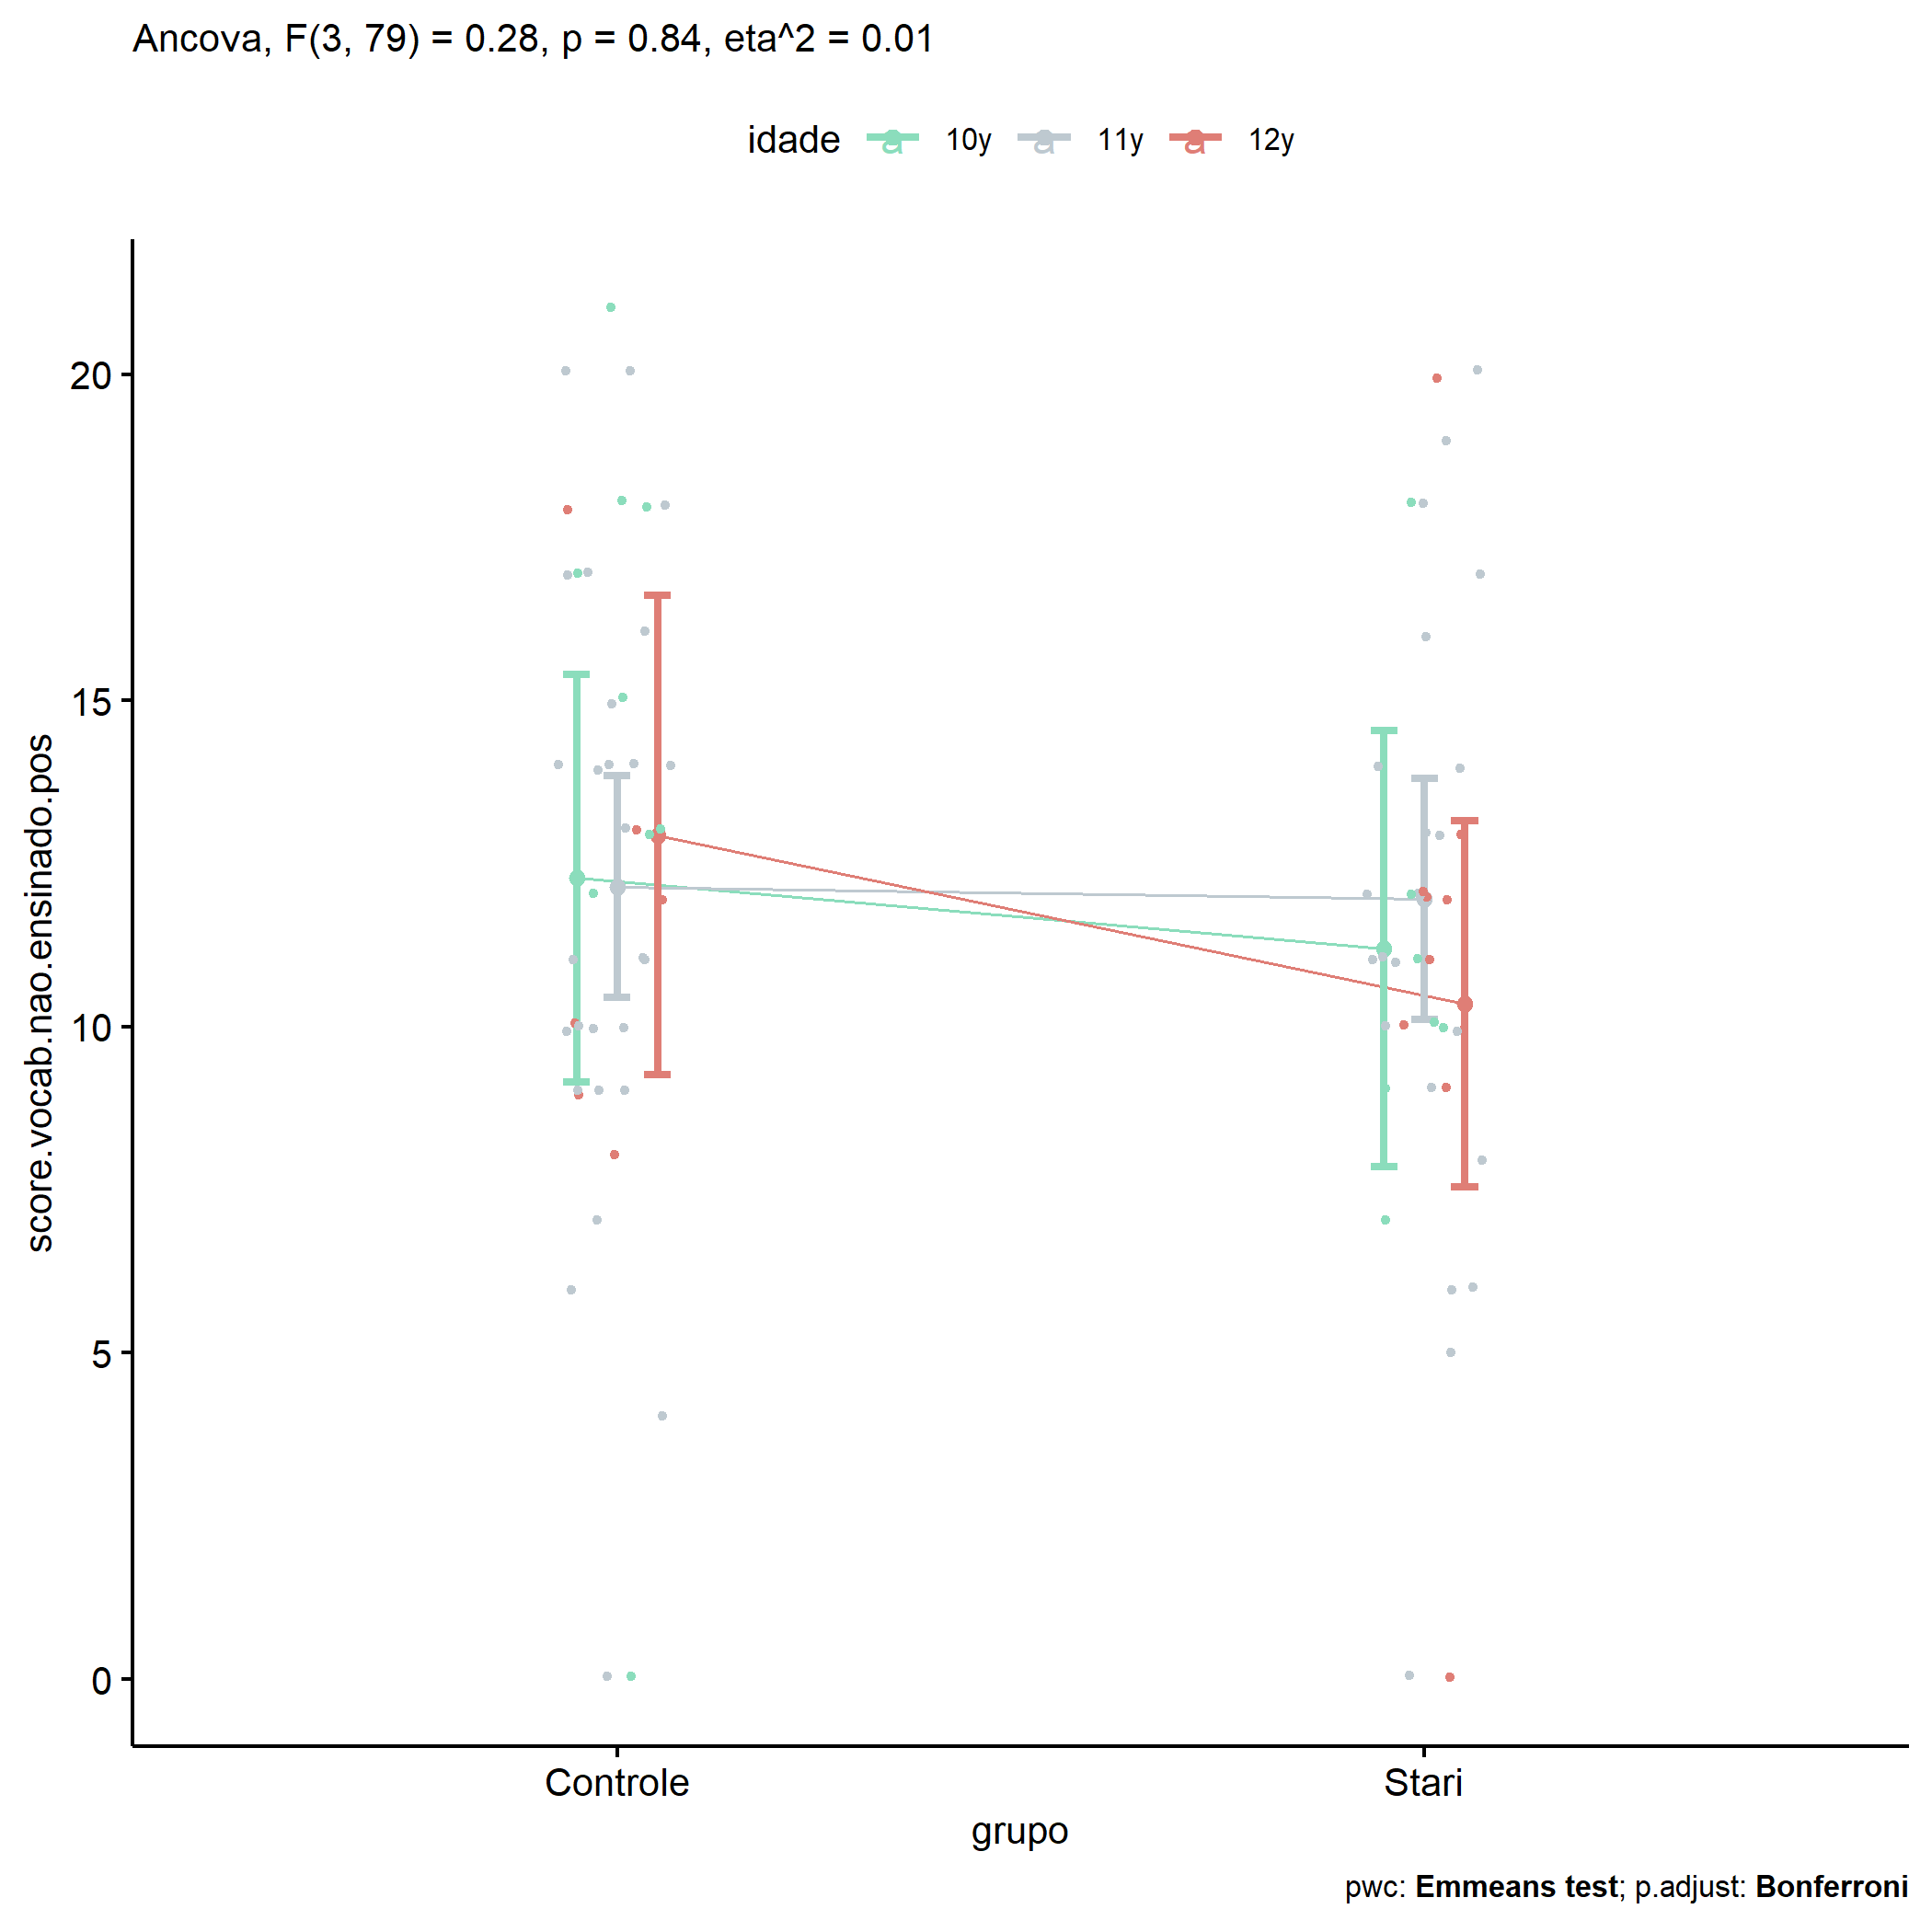 Ancova, F(3, 79) = 0.28, p = 0.84, eta^2 = 0.01
idade a 10y a 11y a 12y
score.vocab.nao.ensinado.pos
20
15
10
5
0
Controle Stari
grupo
pwc: Emmeans test; p.adjust: Bonferroni